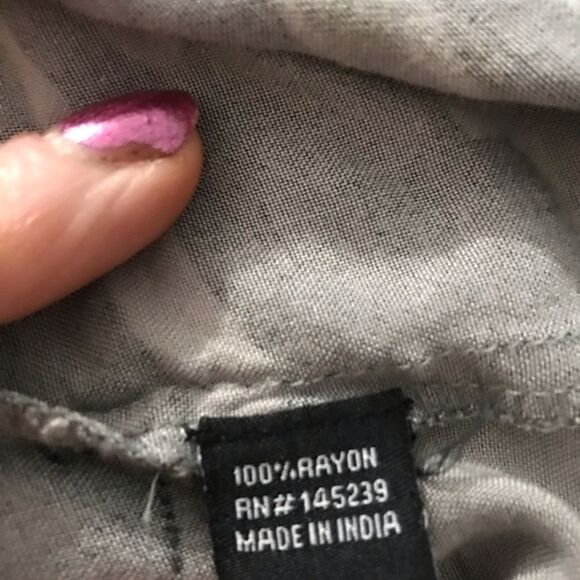 100% RAYON
RN# 145239
MADE IN INDIA